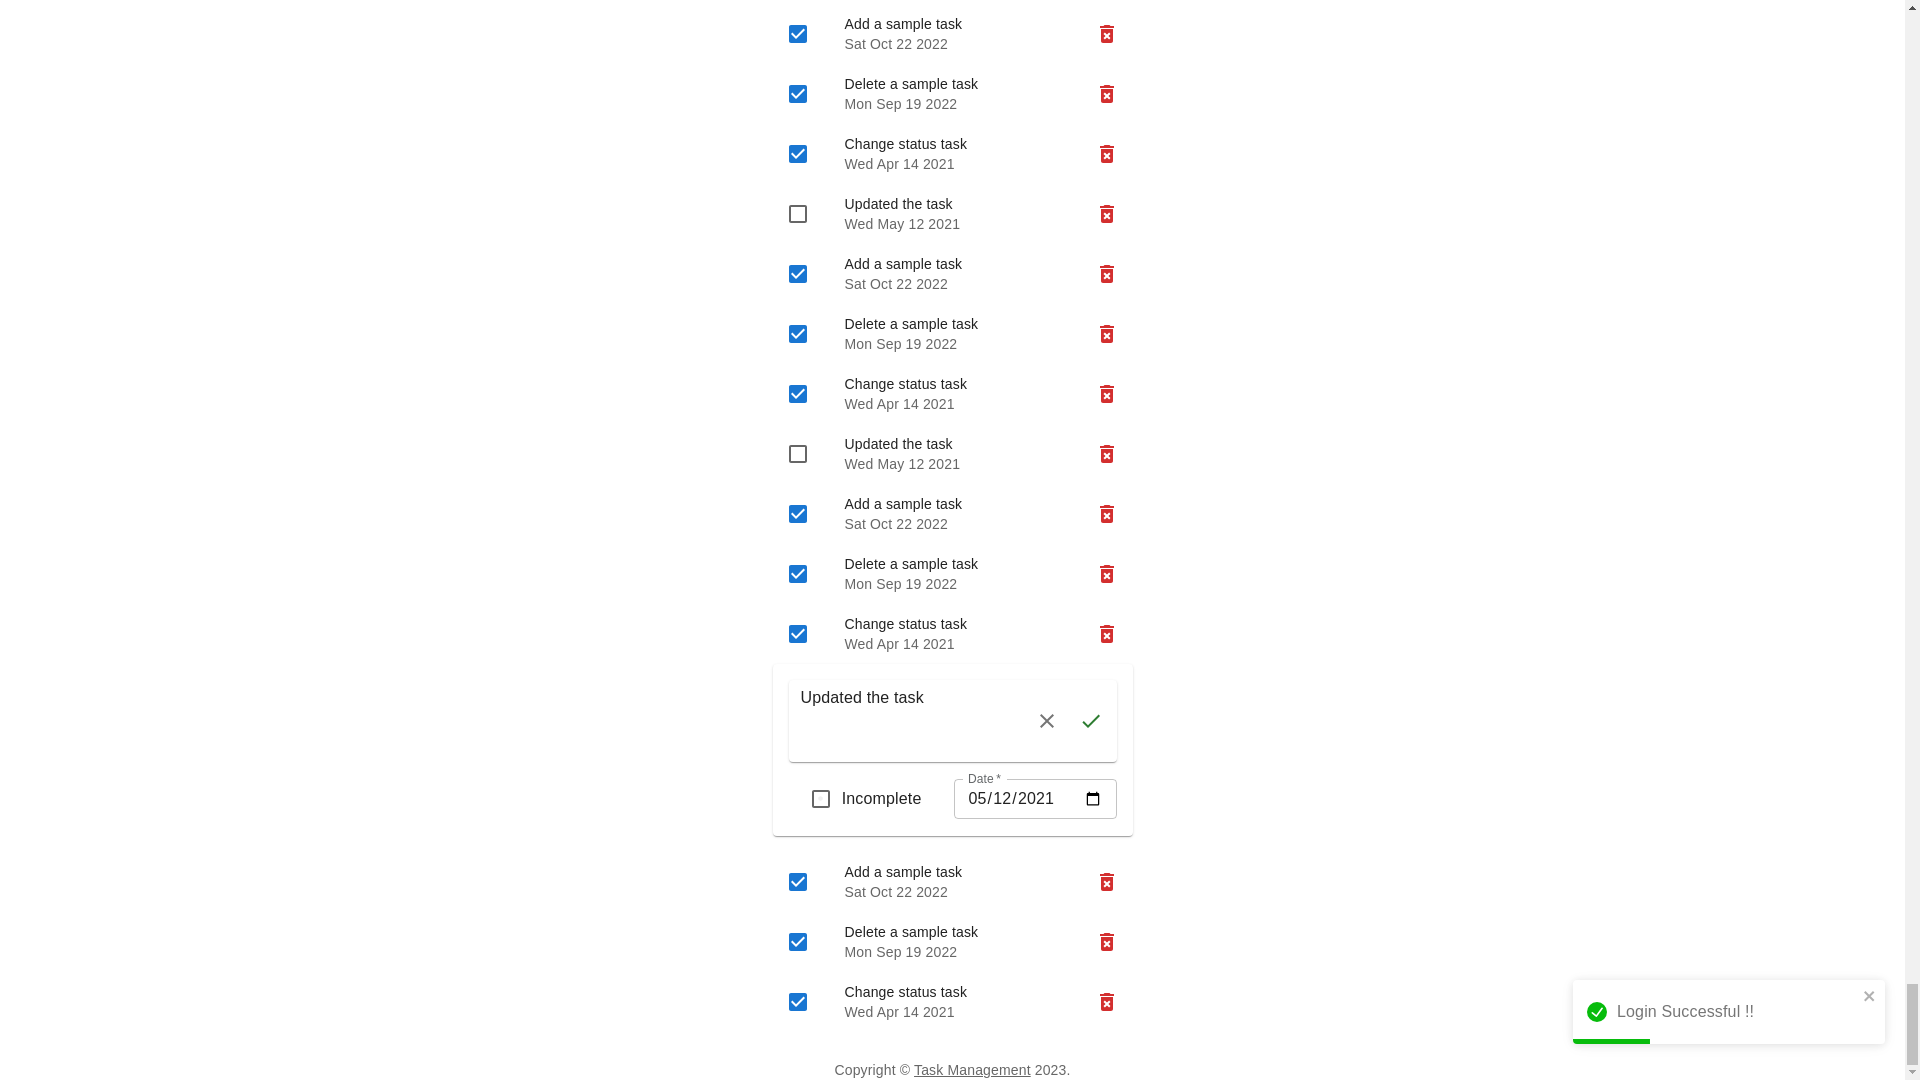 Add a sample task
Sat Oct 22 2022
Delete a sample task
Mon Sep 19 2022
Change status task
Wed Apr 14 2021
Updated the task
Wed May 12 2021
Add a sample task
Sat Oct 22 2022
Delete a sample task
Mon Sep 19 2022
Change status task
Wed Apr 14 2021
Updated the task
Wed May 12 2021
Add a sample task
Sat Oct 22 2022
Delete a sample task
Mon Sep 19 2022
Change status task
Wed Apr 14 2021
Updated the task
Date *
Incomplete 05/12/2021
Add a sample task
Sat Oct 22 2022
Delete a sample task
Mon Sep 19 2022
Change status task
Wed Apr 14 2021
Login Successful !!
Copyright © Task Management 2023.